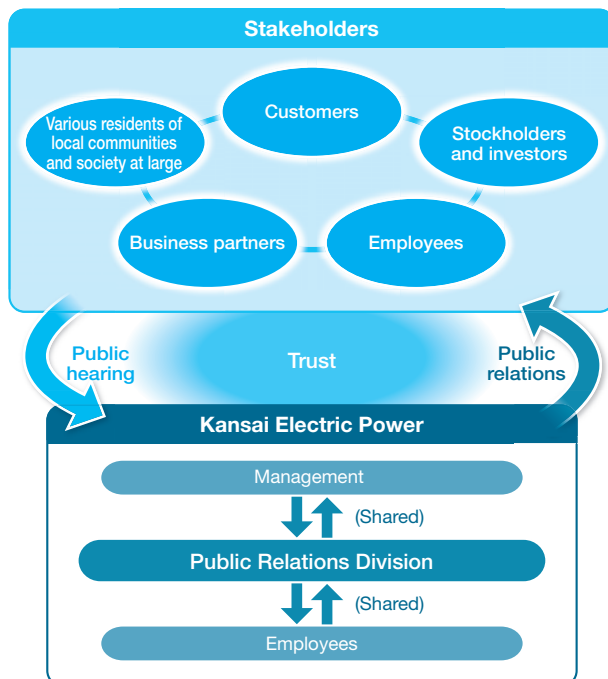 Stakeholders
Customers
Various residents of
local communities
and society at large
Stockholders
and investors
Business partners
Employees
Public
hearing
Trust
Public
relations
Kansai Electric Power
Management
(Shared)
Public Relations Division
(Shared)
Employees